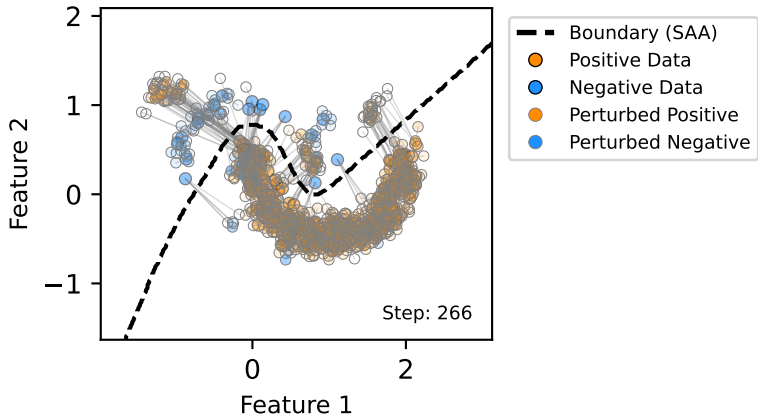 2
1
0
−1
0
2
Feature 2
Feature 1
Step: 266
Boundary (SAA)
Positive Data
Negative Data
Perturbed Positive
Perturbed Negative